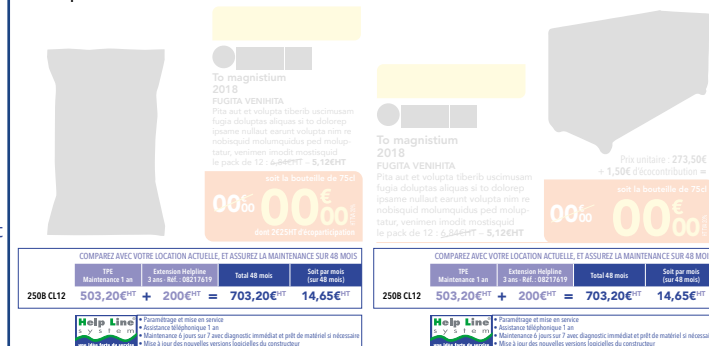 To magnistium
2018
FUGITA VENIHITA
Pita aut et volupta tiberib uscimusam
fugia doluptas aliquas si to dolorep
ipsame nullaut earunt volupta nim re
nobisquid molumquidus ped molup-
tatur, venimen imodit mostisquid
le pack de 12 : 6,84€HT – 5,12€HT
soit la bouteille de 75cl
00€00 00€00
dont 2€25HT d'écoparticipation
To magnistium
2018
FUGITA VENIHITA
Pita aut et volupta tiberib uscimusam
fugia doluptas aliquas si to dolorep
ipsame nullaut earunt volupta nim re
nobisquid molumquidus ped molup-
tatur, venimen imodit mostisquid
le pack de 12 : 6,84€HT – 5,12€HT
Prix unitaire : 273,50€
+ 1,50€ d'écocontribution =
soit la bouteille de 75cl
00€00 00€00
COMPAREZ AVEC VOTRE LOCATION ACTUELLE, ET ASSUREZ LA MAINTENANCE SUR 48 MOIS
TPE Maintenance 1 an
Extension Helpline 3 ans - Réf. : 08217619
Total 48 mois
Soit par mois (sur 48 mois)
250B CL12 503,20€HT + 200€HT = 703,20€HT 14,65€HT
Help Line system
• Paramétrage et mise en service
• Assistance téléphonique 1 an
• Maintenance 6 jours sur 7 avec diagnostic immédiat et prêt de matériel si nécessaire
• Mise à jour des nouvelles versions logicielles du constructeur
COMPAREZ AVEC VOTRE LOCATION ACTUELLE, ET ASSUREZ LA MAINTENANCE SUR 48 MOI
TPE Maintenance 1 an
Extension Helpline 3 ans - Réf. : 08217619
Total 48 mois
Soit par mois (sur 48 mois)
250B CL12 503,20€HT + 200€HT = 703,20€HT 14,65€HT
Help Line system
• Paramétrage et mise en service
• Assistance téléphonique 1 an
• Maintenance 6 jours sur 7 avec diagnostic immédiat et prêt de matériel si nécessaire
• Mise à jour des nouvelles versions logicielles du constructeur